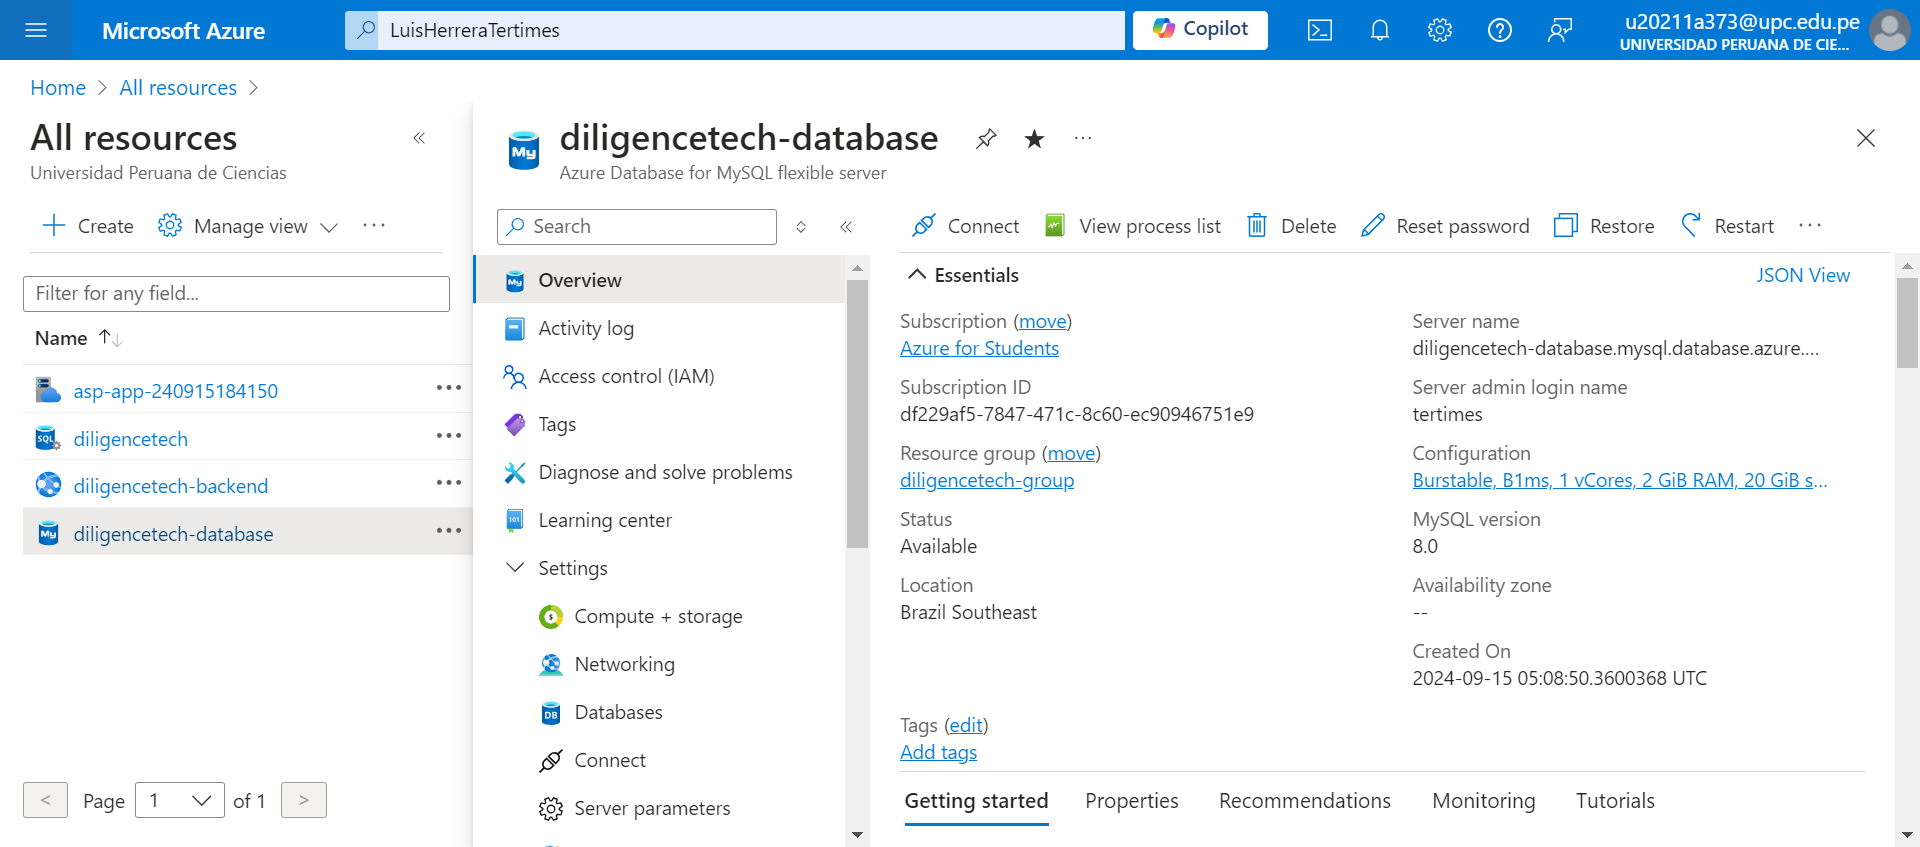 Microsoft Azure
LuisHerreraTertimes
Copilot
u20211a373@upc.edu.pe
UNIVERSIDAD PERUANA DE CIE...
Home
All resources
All resources
Universidad Peruana de Ciencias
Create
Manage view
Filter for any field...
Name
asp-app-240915184150
diligencetech
diligencetech-backend
diligencetech-database
Page
1
of 1
diligencetech-database
Azure Database for MySQL flexible server
Search
Overview
Activity log
Access control (IAM)
Tags
Diagnose and solve problems
Learning center
Settings
Compute + storage
Networking
Databases
Connect
Server parameters
Connect
View process list
Delete
Reset password
Restore
Restart
Essentials
JSON View
Subscription (move)
Azure for Students
Subscription ID
df229af5-7847-471c-8c60-ec90946751e9
Resource group (move)
diligencetech-group
Status
Available
Location
Brazil Southeast
Server name
diligencetech-database.mysql.database.azure....
Server admin login name
tertimes
Configuration
Burstable, B1ms, 1 vCores, 2 GiB RAM, 20 GiB s...
MySQL version
8.0
Availability zone
--
Created On
2024-09-15 05:08:50.3600368 UTC
Tags (edit)
Add tags
Getting started
Properties
Recommendations
Monitoring
Tutorials